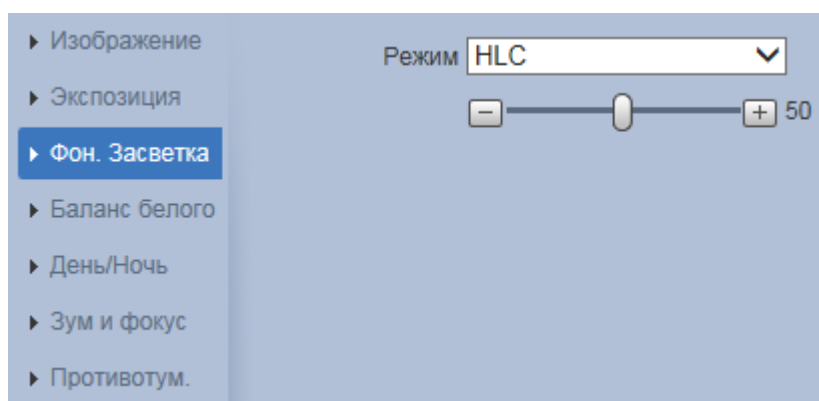 Изображение
Экспозиция
Фон. Засветка
Баланс белого
День/Ночь
Зум и фокус
Противотум.
Режим HLC
50